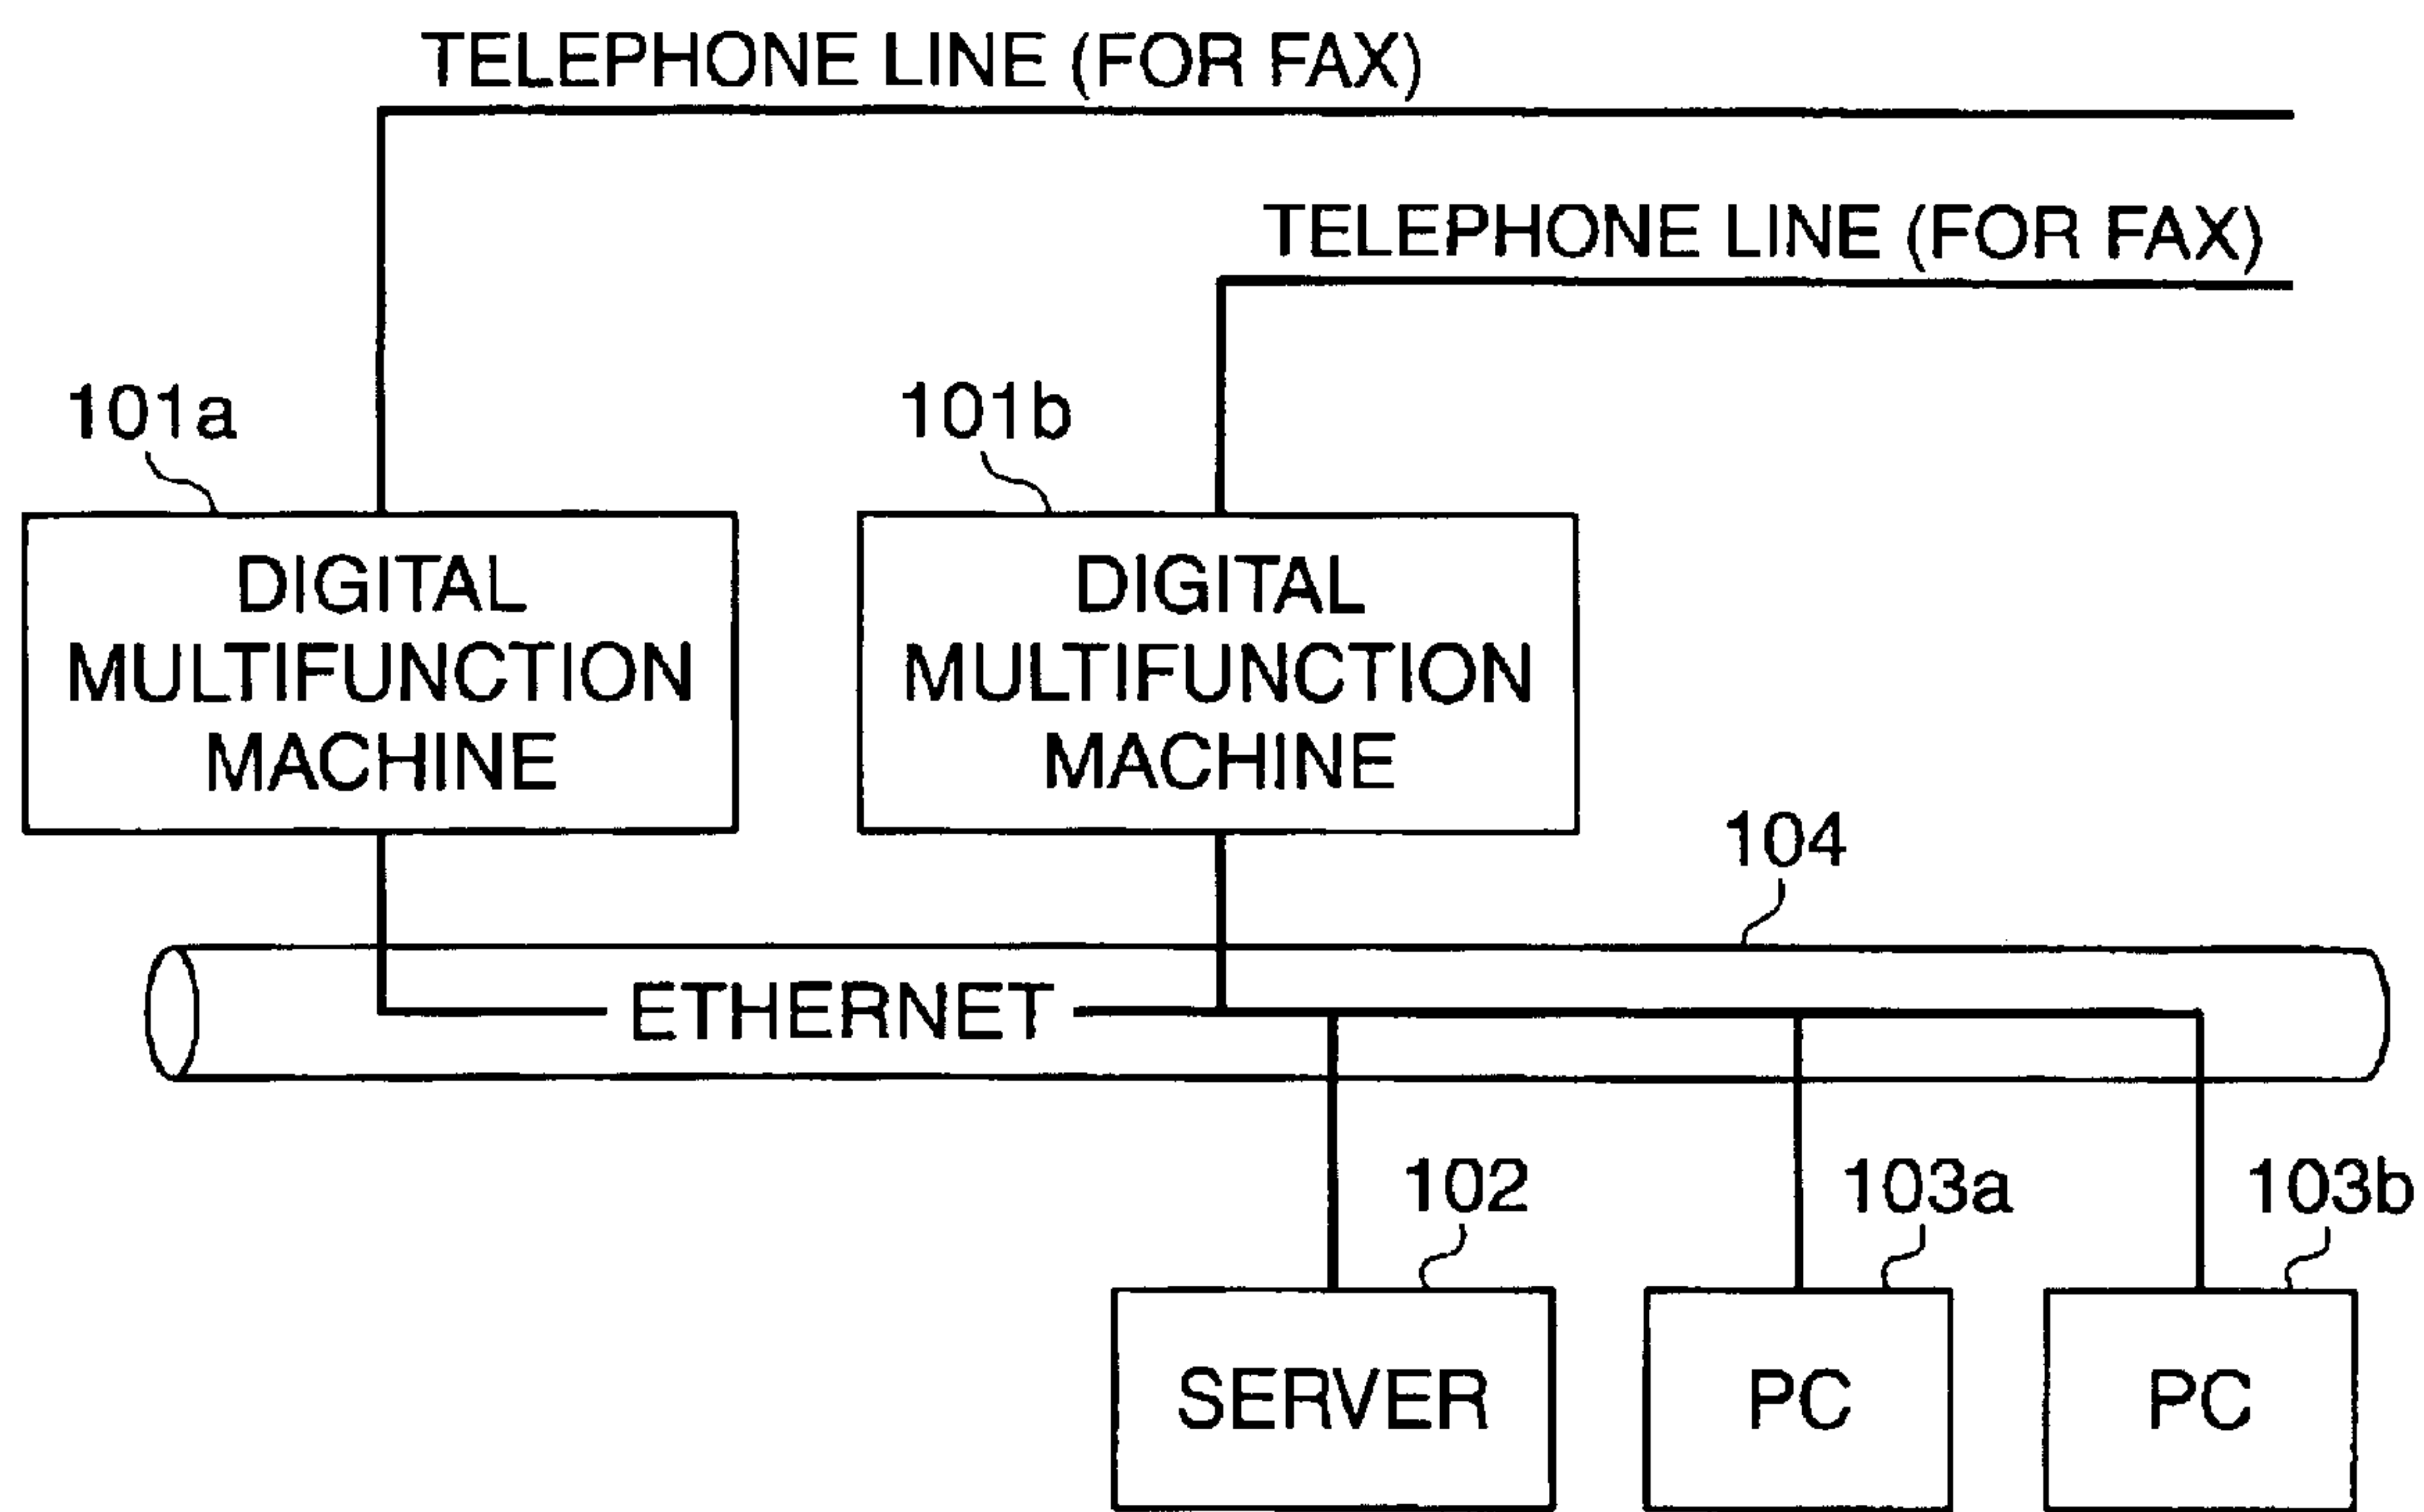 TELEPHONE LINE (FOR FAX)
TELEPHONE LINE (FOR FAX)
101a
101b
DIGITAL
MULTIFUNCTION
MACHINE
DIGITAL
MULTIFUNCTION
MACHINE
104
ETHERNET
102
103a
103b
SERVER
PC
PC